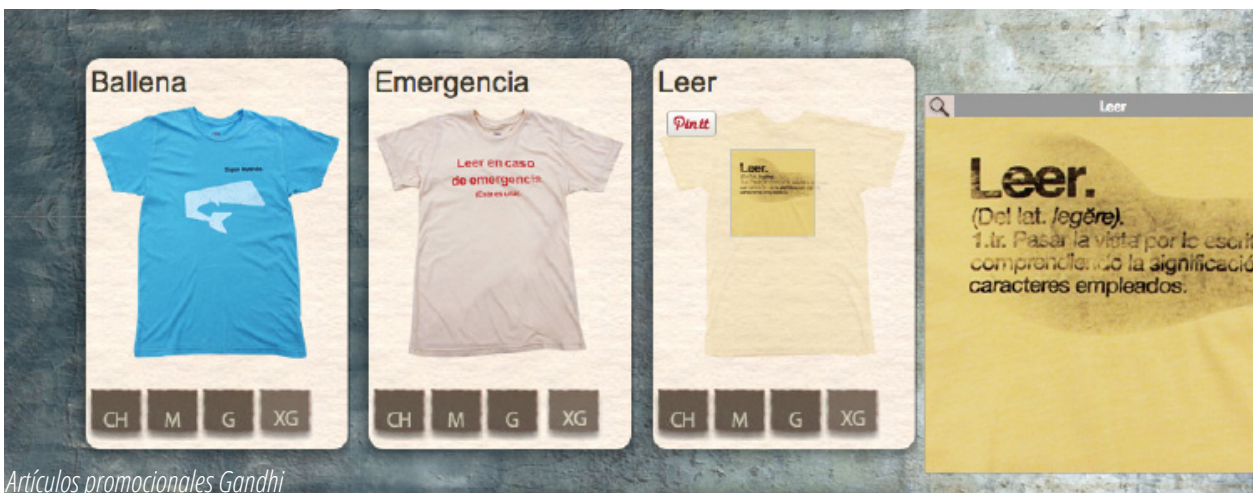 Ballena
CH M G XG
Emergencia
Leer en caso
de emergencia.
CH M G XG
Leer
Pin it
Leer.
CH M G XG
Leer
Leer.
(Del lat. legĕre).
1.tr. Pasar la vista por lo escrit
comprendiendo la significació
caracteres empleados.
Artículos promocionales Gandhi